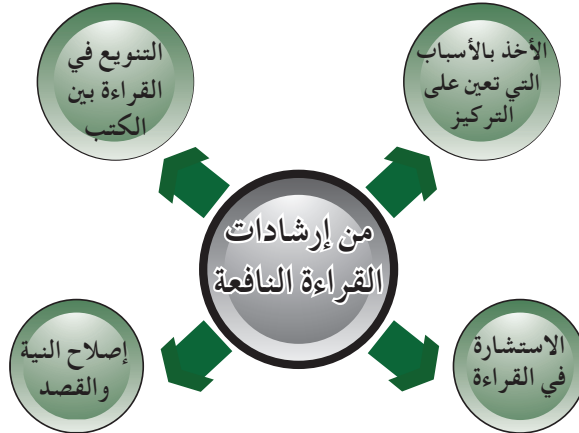 الأخذ بالأسباب
التي تعين على
التركيز
التنويع في
القراءة بين
الكتب
من إرشادات
القراءة النافعة
الاستشارة
في القراءة
إصلاح النية
والقصد